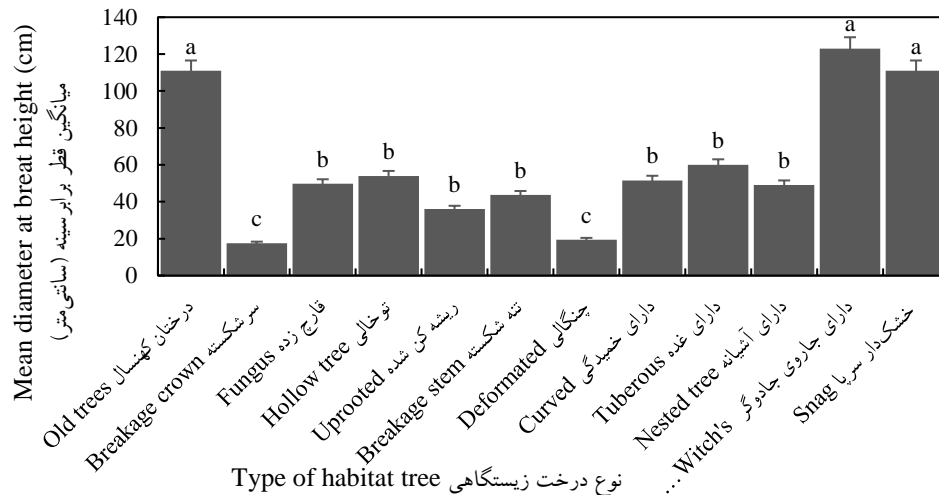 Mean diameter at breat height (cm)
میانگین قطر برابرسینه (سانتی‌متر)
140
120
100
80
60
40
20
0
a
c
b
b
b
b
c
b
b
b
a
a
درختان کهنسال Old trees
سرشکسته Breakage crown
قارچ زده Fungus
توخالی Hollow tree
ریشه کن شده Uprooted
تنه شکسته Breakage stem
چنگالی Deformated
دارای خمیدگی Curved
دارای غده Tuberous
دارای آشیانه Nested tree
دارای جاروی جادوگر Witch's...
خشک‌دار سرپا Snag
نوع درخت زیستگاهی Type of habitat tree